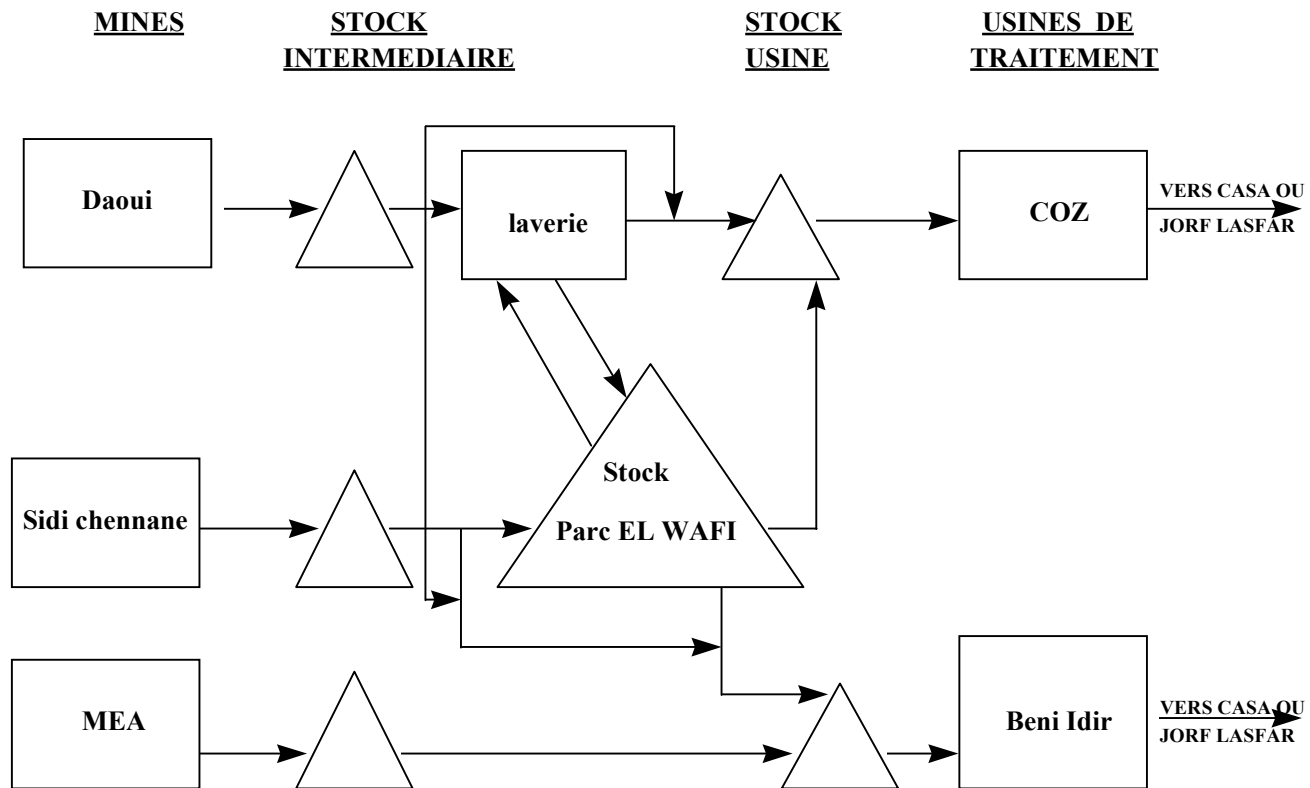 MINES
STOCK
INTERMEDIAIRE
STOCK
USINE
USINES DE
TRAITEMENT
Daoui
laverie
COZ
VERS CASA OU
JORF LASFAR
Stock
Parc EL WAFI
Sidi chennane
MEA
Beni Idir
VERS CASA OU
JORF LASFAR